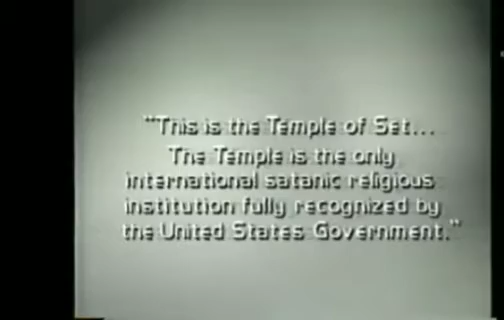 "This is the Temple of Set...
The Temple is the only
international satanic religious
institution fully recognized by
the United States Government."